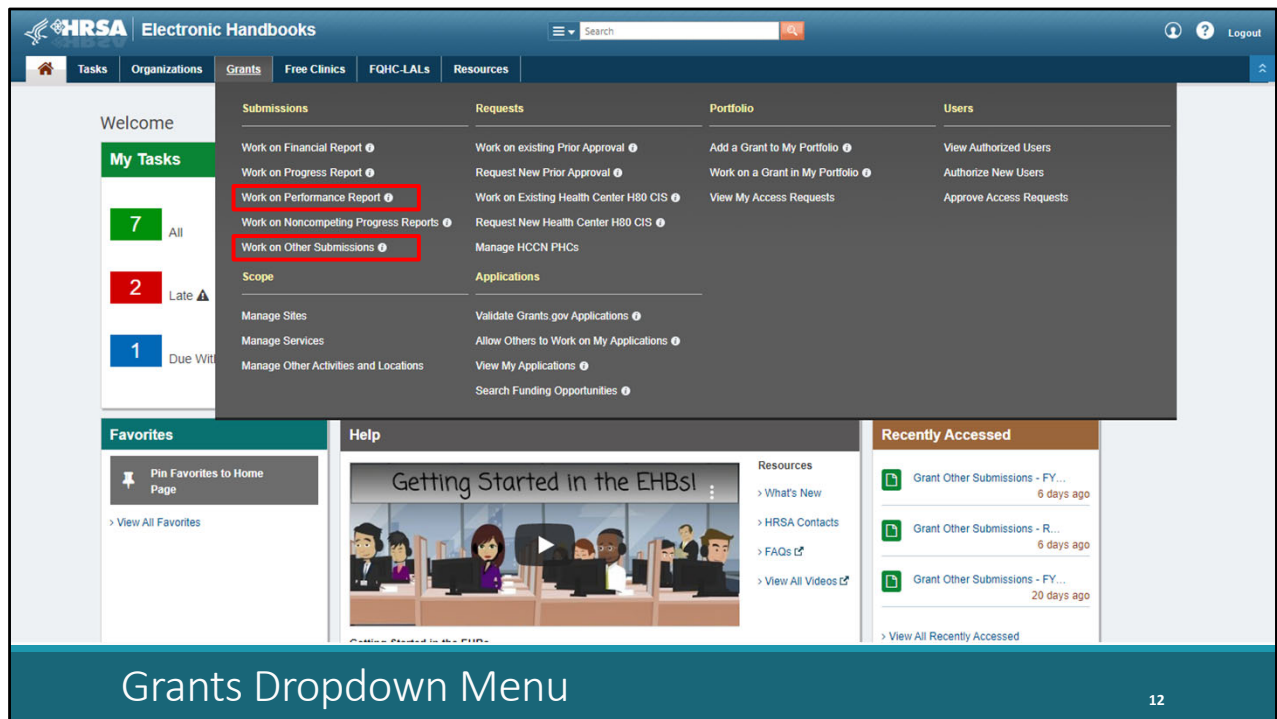 HRSA Electronic Handbooks
Search
Logout
Tasks Organizations Grants Free Clinics FQHC-LALs Resources
Welcome
My Tasks
7 All
2 Late
1 Due Wit
Submissions
Work on Financial Report
Work on Progress Report
Work on Performance Report
Work on Noncompeting Progress Reports
Work on Other Submissions
Scope
Manage Sites
Manage Services
Manage Other Activities and Locations
Requests
Work on existing Prior Approval
Request New Prior Approval
Work on Existing Health Center H80 CIS
Request New Health Center H80 CIS
Manage HCCN PHCs
Applications
Validate Grants.gov Applications
Allow Others to Work on My Applications
View My Applications
Search Funding Opportunities
Portfolio
Add a Grant to My Portfolio
Work on a Grant in My Portfolio
View My Access Requests
Users
View Authorized Users
Authorize New Users
Approve Access Requests
Favorites
Pin Favorites to Home
Page
> View All Favorites
Help
Getting Started in the EHBs!
Getting Started in the EHBs
Resources
> What's New
> HRSA Contacts
> FAQs
> View All Videos
Recently Accessed
Grant Other Submissions - FY...
6 days ago
Grant Other Submissions - R...
6 days ago
Grant Other Submissions - FY...
20 days ago
> View All Recently Accessed
Grants Dropdown Menu
12